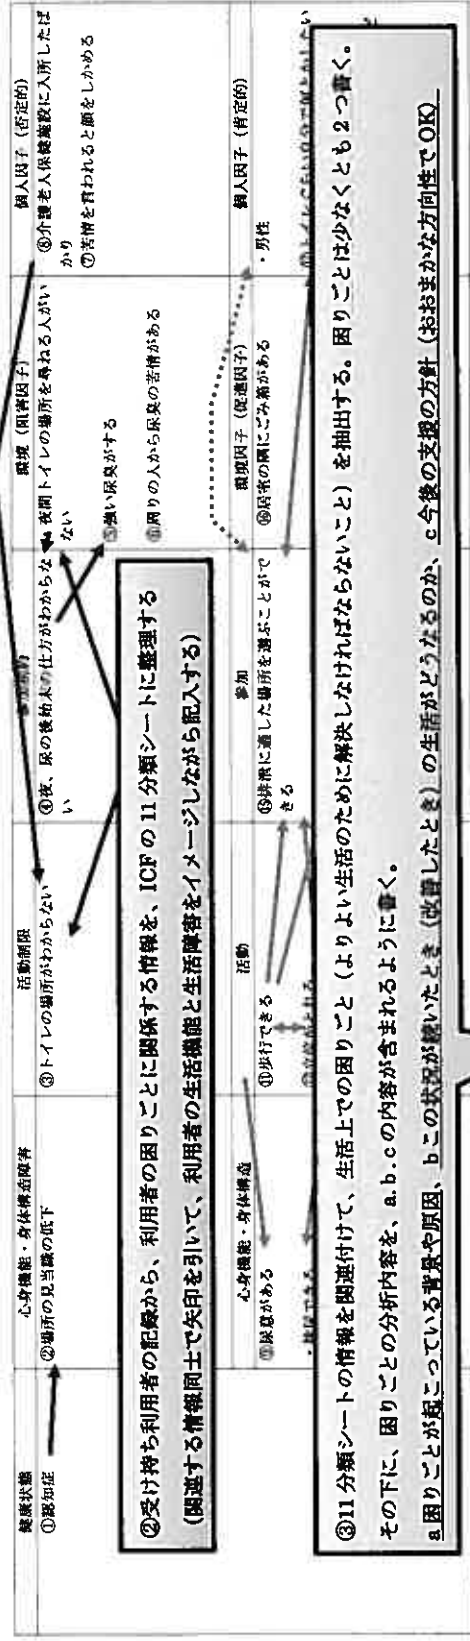 健康状態
①認知症
心身機能・身体構造障害
②場所の見当識の低下
活動制限
③トイレの場所がわからない
④夜、尿の後始末の仕方がわからな
い
環境(阻害因子)
夜間トイレの場所を尋ねる人がい
ない
⑤強い尿臭がする
⑥周りの人から尿臭の苦情がある
個人因子(否定的)
⑧介護老人保健施設に入所したば
かり
⑦苦情を言われると顔をしかめる
②受け持ち利用者の記録から、利用者の困りごとに関係する情報を、ICFの11分類シートに整理する
(関連する情報同士で矢印を引いて、利用者の生活機能と生活障害をイメージしながら記入する)
心身機能・身体構造
尿意がある
活動
⑪歩行できる
参加
⑮排泄に適した場所を選ぶことがで
きる
環境因子(促進因子)
⑯居室の隅にごみ箱がある
個人因子(肯定的)
・男性
③11分類シートの情報を関連付けて、生活上での困りごと(よりよい生活のために解決しなければならないこと)を抽出する。困りごとは少なくとも2つ書く。
その下に、困りごとの分析内容を、a.b.cの内容が含まれるように書く。
a困りごとが起こっている背景や原因、bこの状況が続いたとき(改善したとき)の生活がどうなるのか、c今後の支援の方針(おおまかな方向性でOK)